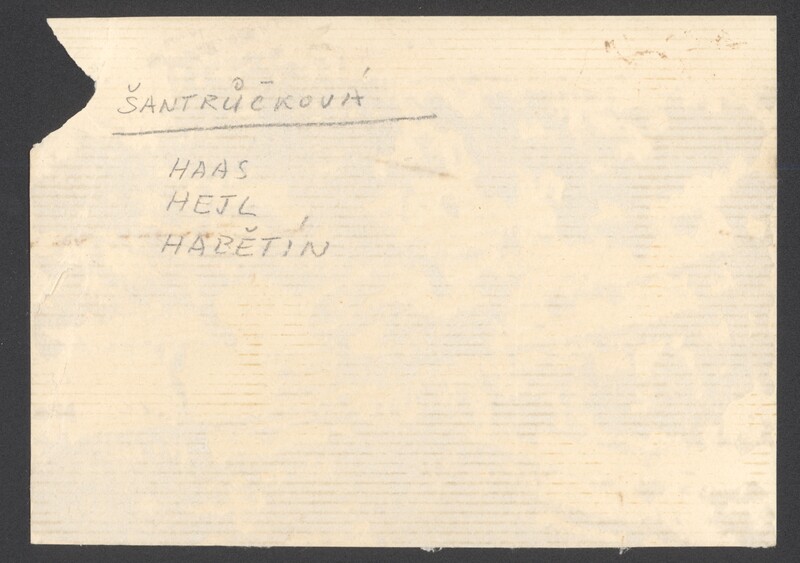 ŠANTRŮČKOVÁ
HAAS
HEJL
HABĚTÍN